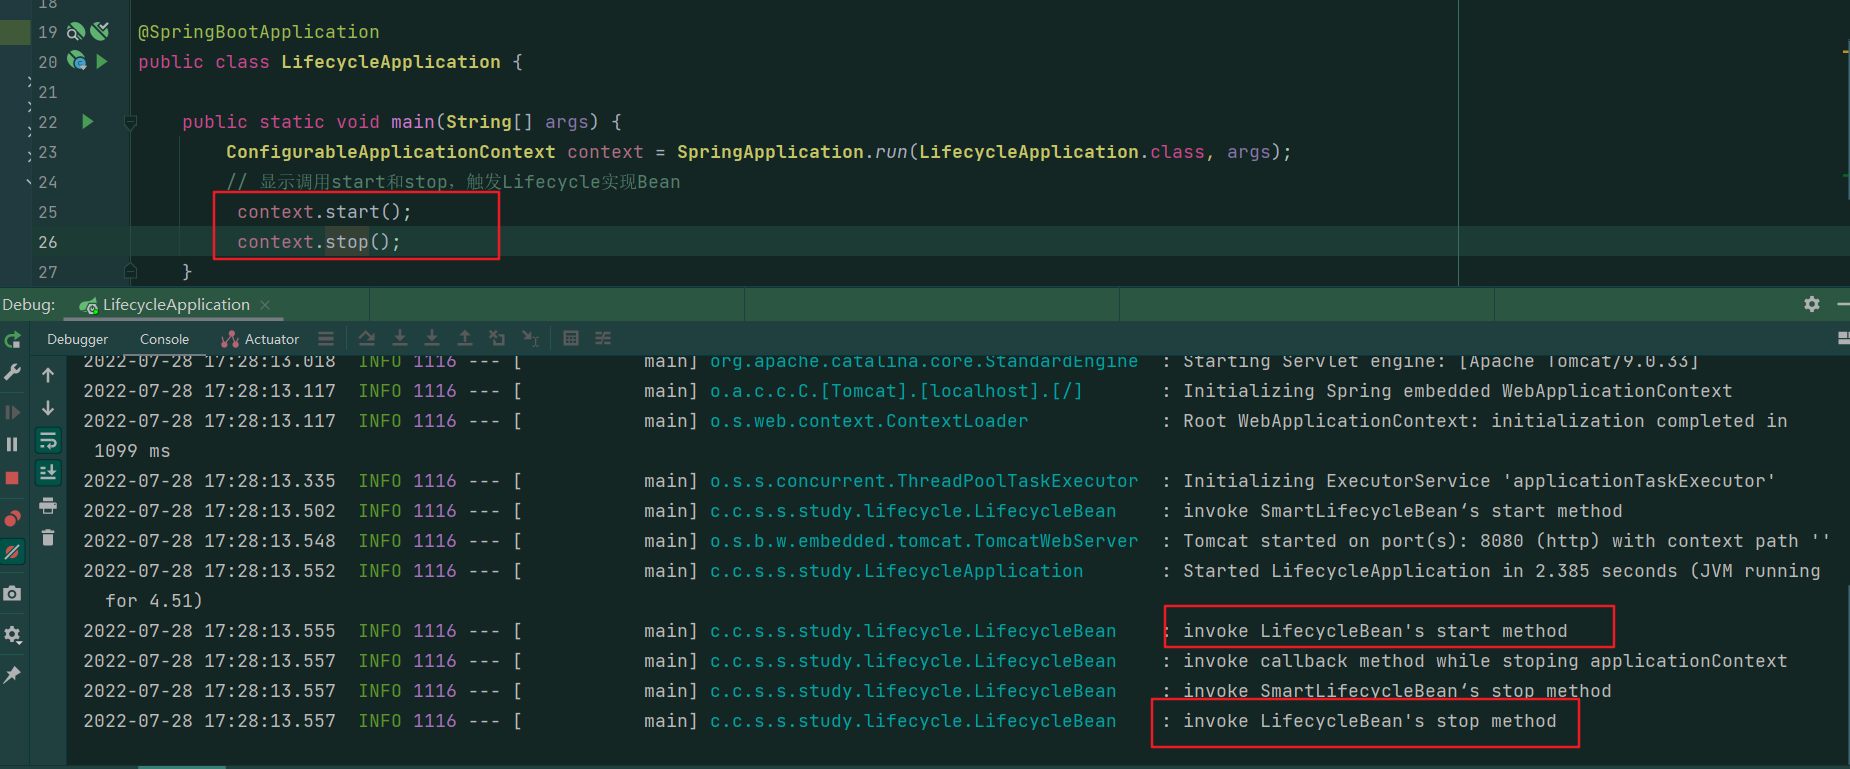 18
19 @SpringBootApplication
20 public class LifecycleApplication {
21
22 public static void main(String[] args) {
23 ConfigurableApplicationContext context = SpringApplication.run(LifecycleApplication.class, args);
24 // 显示调用start和stop，触发Lifecycle实现Bean
25 context.start();
26 context.stop();
27 }
Debug: LifecycleApplication
Debugger Console Actuator
2022-07-28 17:28:13.018 INFO 1116 --- [ main] org.apache.catalina.core.StandardEngine : Starting Servlet engine: [Apache Tomcat/9.0.33]
2022-07-28 17:28:13.117 INFO 1116 --- [ main] o.a.c.c.C.[Tomcat].[localhost].[/] : Initializing Spring embedded WebApplicationContext
2022-07-28 17:28:13.117 INFO 1116 --- [ main] o.s.web.context.ContextLoader : Root WebApplicationContext: initialization completed in
1099 ms
2022-07-28 17:28:13.335 INFO 1116 --- [ main] o.s.s.concurrent.ThreadPoolTaskExecutor : Initializing ExecutorService 'applicationTaskExecutor'
2022-07-28 17:28:13.502 INFO 1116 --- [ main] c.c.s.s.study.lifecycle.LifecycleBean : invoke SmartLifecycleBean‘s start method
2022-07-28 17:28:13.548 INFO 1116 --- [ main] o.s.b.w.embedded.tomcat.TomcatWebServer : Tomcat started on port(s): 8080 (http) with context path ''
2022-07-28 17:28:13.552 INFO 1116 --- [ main] c.c.s.s.study.LifecycleApplication : Started LifecycleApplication in 2.385 seconds (JVM running
for 4.51)
2022-07-28 17:28:13.555 INFO 1116 --- [ main] c.c.s.s.study.lifecycle.LifecycleBean : invoke LifecycleBean's start method
2022-07-28 17:28:13.557 INFO 1116 --- [ main] c.c.s.s.study.lifecycle.LifecycleBean : invoke callback method while stoping applicationContext
2022-07-28 17:28:13.557 INFO 1116 --- [ main] c.c.s.s.study.lifecycle.LifecycleBean : invoke SmartLifecycleBean‘s stop method
2022-07-28 17:28:13.557 INFO 1116 --- [ main] c.c.s.s.study.lifecycle.LifecycleBean : invoke LifecycleBean's stop method